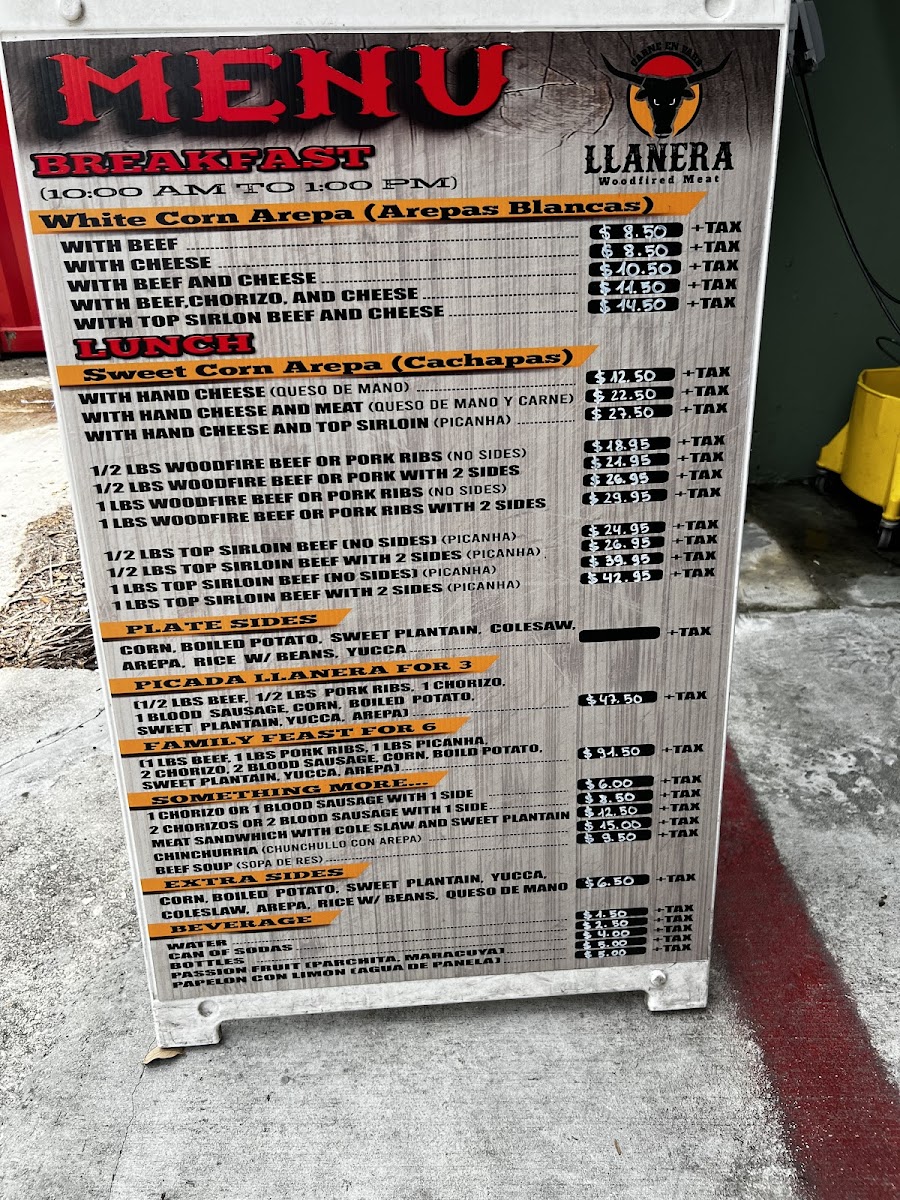 MENU
CARNE EN VARA
LLANERA
Woodfired Meat
BREAKFAST
(10:00 AM TO 1:00 PM)
White Corn Arepa (Arepas Blancas)
WITH BEEF $ 8.50 +TAX
WITH CHEESE $ 8.50 +TAX
WITH BEEF AND CHEESE $ 10.50 +TAX
WITH BEEF,CHORIZO, AND CHEESE $ 11.50 +TAX
WITH TOP SIRLON BEEF AND CHEESE $ 14.50 +TAX
LUNCH
Sweet Corn Arepa (Cachapas)
WITH HAND CHEESE (QUESO DE MANO) $ 12.50 +TAX
WITH HAND CHEESE AND MEAT (QUESO DE MANO Y CARNE) $ 22.50 +TAX
WITH HAND CHEESE AND TOP SIRLOIN (PICANHA) $ 27.50 +TAX
1/2 LBS WOODFIRE BEEF OR PORK RIBS (NO SIDES) $ 18.95 +TAX
1/2 LBS WOODFIRE BEEF OR PORK WITH 2 SIDES $ 21.95 +TAX
1 LBS WOODFIRE BEEF OR PORK RIBS (NO SIDES) $ 26.95 +TAX
1 LBS WOODFIRE BEEF OR PORK RIBS WITH 2 SIDES $ 29.95 +TAX
1/2 LBS TOP SIRLOIN BEEF (NO SIDES) (PICANHA) $ 24.95 +TAX
1/2 LBS TOP SIRLOIN BEEF WITH 2 SIDES (PICANHA) $ 26.95 +TAX
1 LBS TOP SIRLOIN BEEF (NO SIDES) (PICANHA) $ 39.95 +TAX
1 LBS TOP SIRLOIN BEEF WITH 2 SIDES (PICANHA) $ 42.95 +TAX
PLATE SIDES
CORN, BOILED POTATO, SWEET PLANTAIN, COLESAW,
AREPA, RICE W/ BEANS, YUCCA +TAX
PICADA LLANERA FOR 3
(1/2 LBS BEEF, 1/2 LBS PORK RIBS, 1 CHORIZO,
1 BLOOD SAUSAGE, CORN, BOILED POTATO,
SWEET PLANTAIN, YUCCA, AREPA) $ 47.50 +TAX
FAMILY FEAST FOR 6
(1 LBS BEEF, 1 LBS PORK RIBS, 1 LBS PICANHA,
2 CHORIZO, 2 BLOOD SAUSAGE, CORN, BOILD POTATO,
SWEET PLANTAIN, YUCCA, AREPA) $ 91.50 +TAX
SOMETHING MORE...
1 CHORIZO OR 1 BLOOD SAUSAGE WITH 1 SIDE $ 6.00 +TAX
2 CHORIZOS OR 2 BLOOD SAUSAGE WITH 1 SIDE $ 8.50 +TAX
MEAT SANDWHICH WITH COLE SLAW AND SWEET PLANTAIN $ 12.50 +TAX
CHINCHURRIA (CHUNCHULLO CON AREPA) $ 15.00 +TAX
BEEF SOUP (SOPA DE RES) $ 9.50 +TAX
EXTRA SIDES
CORN, BOILED POTATO, SWEET PLANTAIN, YUCCA,
COLESLAW, AREPA, RICE W/ BEANS, QUESO DE MANO $ 6.50 +TAX
BEVERAGE
WATER $ 1.50 +TAX
CAN OF SODAS $ 2.50 +TAX
BOTTLES $ 4.00 +TAX
PASSION FRUIT (PARCHITA, MARACUYA) $ 5.00 +TAX
PAPELON CON LIMON (AGUA DE PANELA) $ 5.00 +TAX